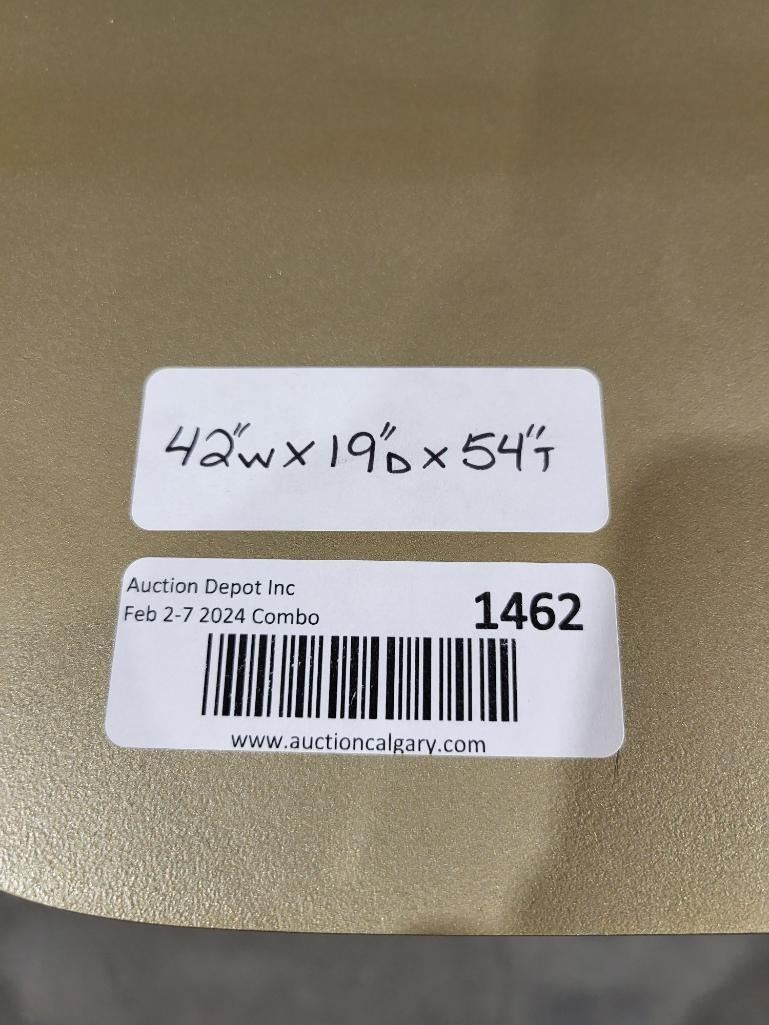 42"W x 19"D x 54"T
Auction Depot Inc
Feb 2-7 2024 Combo
1462
www.auctioncalgary.com